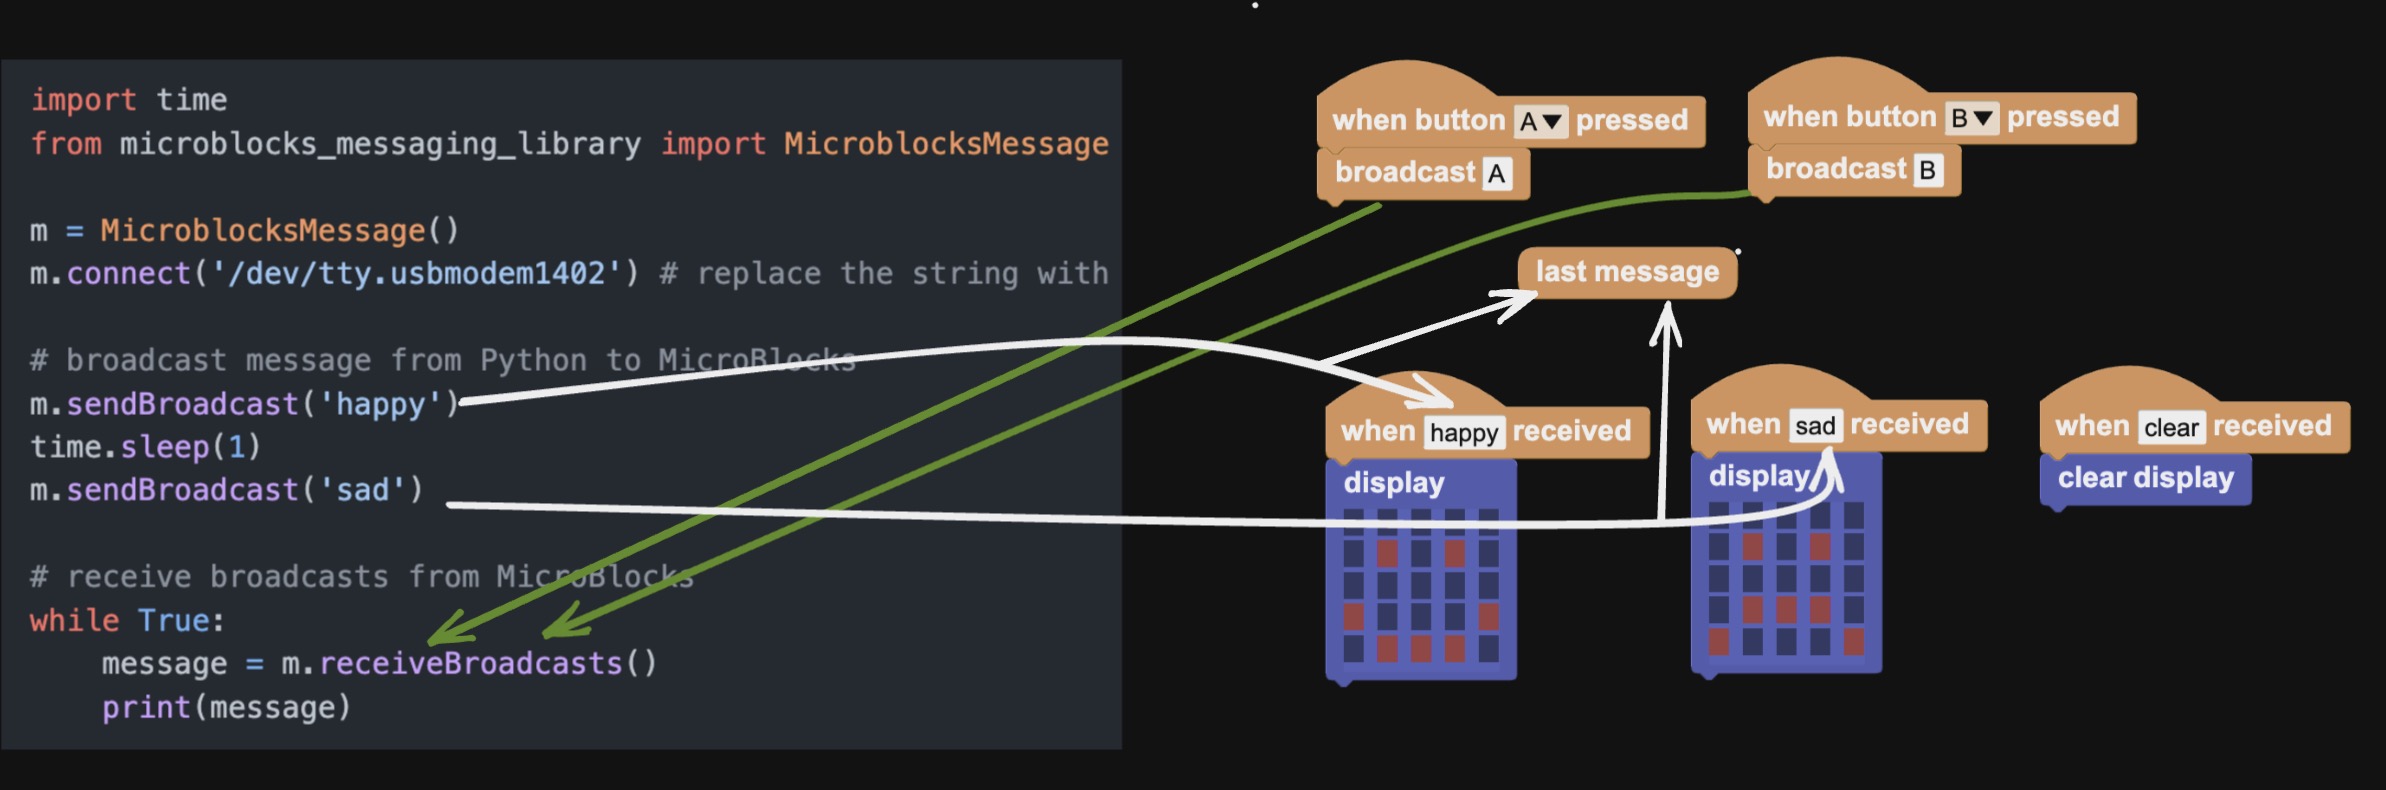 import time
from microblocks_messaging_library import MicroblocksMessage
m = MicroblocksMessage()
m.connect('/dev/tty.usbmodem1402') # replace the string with
# broadcast message from Python to MicroBlocks
m.sendBroadcast('happy')
time.sleep(1)
m.sendBroadcast('sad')
# receive broadcasts from MicroBlocks
while True:
message = m.receiveBroadcasts()
print(message)
when button A▼ pressed
broadcast A
when button B▼ pressed
broadcast B
last message
when happy received
display
when sad received
display
when clear received
clear display